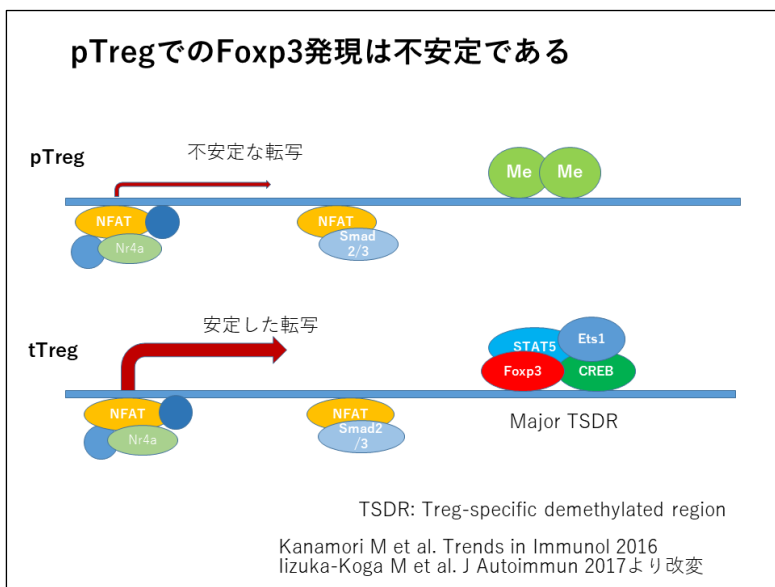 pTregでのFoxp3発現は不安定である
pTreg
不安定な転写
Me
Me
NFAT
Nr4a
NFAT
Smad
2/3
tTreg
安定した転写
STAT5
Ets1
Foxp3
CREB
NFAT
Nr4a
NFAT
Smad2
/3
Major TSDR
TSDR: Treg-specific demethylated region
Kanamori M et al. Trends in Immunol 2016
Iizuka-Koga M et al. J Autoimmun 2017より改変